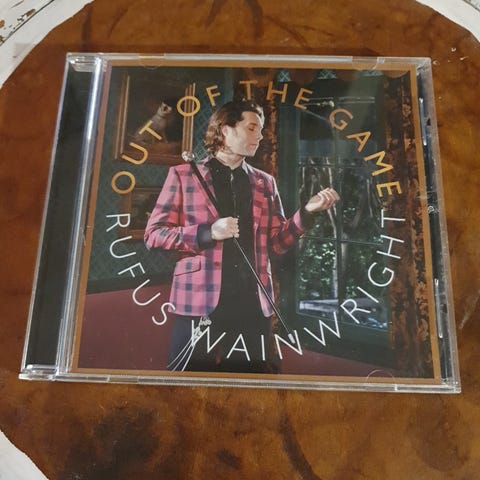 OUT OF THE GAME
RUFUS WAINWRIGHT